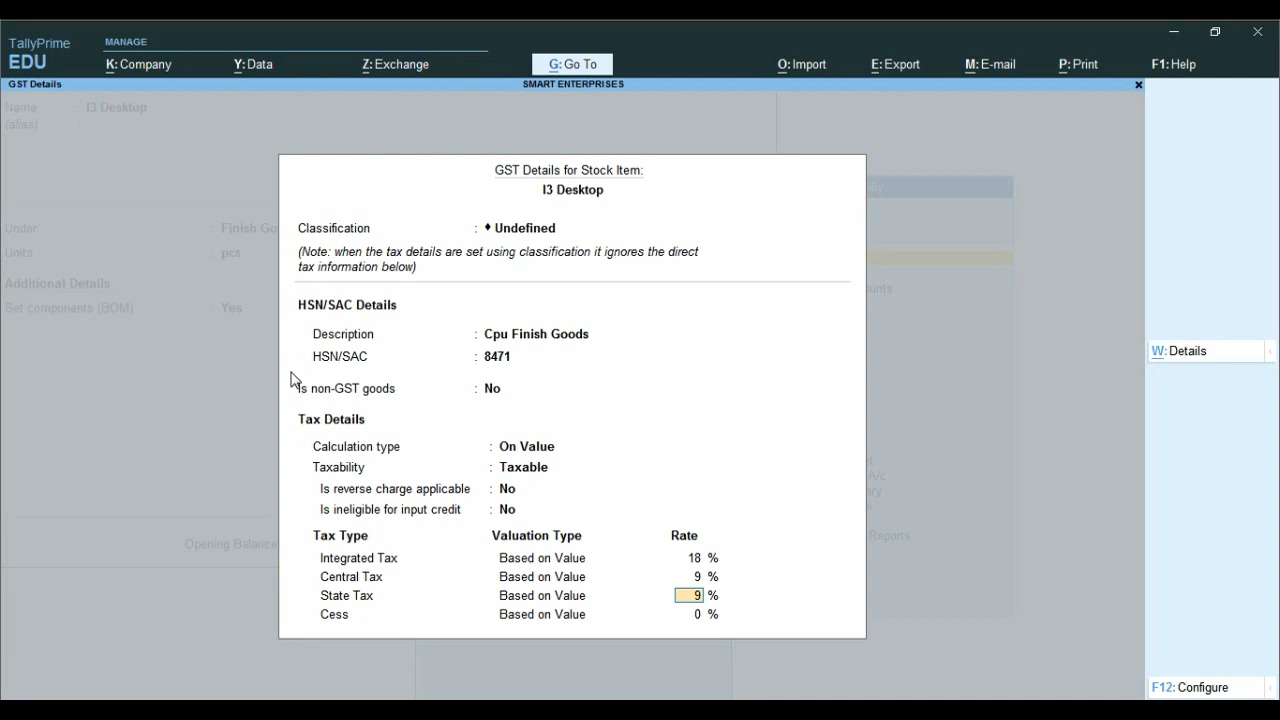 TallyPrime
EDU
MANAGE
K: Company
Y: Data
Z: Exchange
G: Go To
O: Import
E: Export
M: E-mail
P: Print
F1: Help
GST Details
SMART ENTERPRISES
Name : I3 Desktop
(alias) :
GST Details for Stock Item:
I3 Desktop
Under : Finish Go
Units : pcs
Additional Details
Set components (BOM) : Yes
Opening Balance
Classification : ♦ Undefined
(Note: when the tax details are set using classification it ignores the direct
tax information below)
HSN/SAC Details
Description : Cpu Finish Goods
HSN/SAC : 8471
Is non-GST goods : No
Tax Details
Calculation type : On Value
Taxability : Taxable
Is reverse charge applicable : No
Is ineligible for input credit : No
Tax Type Valuation Type Rate
Integrated Tax Based on Value 18 %
Central Tax Based on Value 9 %
State Tax Based on Value 9 %
Cess Based on Value 0 %
A/c
Reports
W: Details
F12: Configure